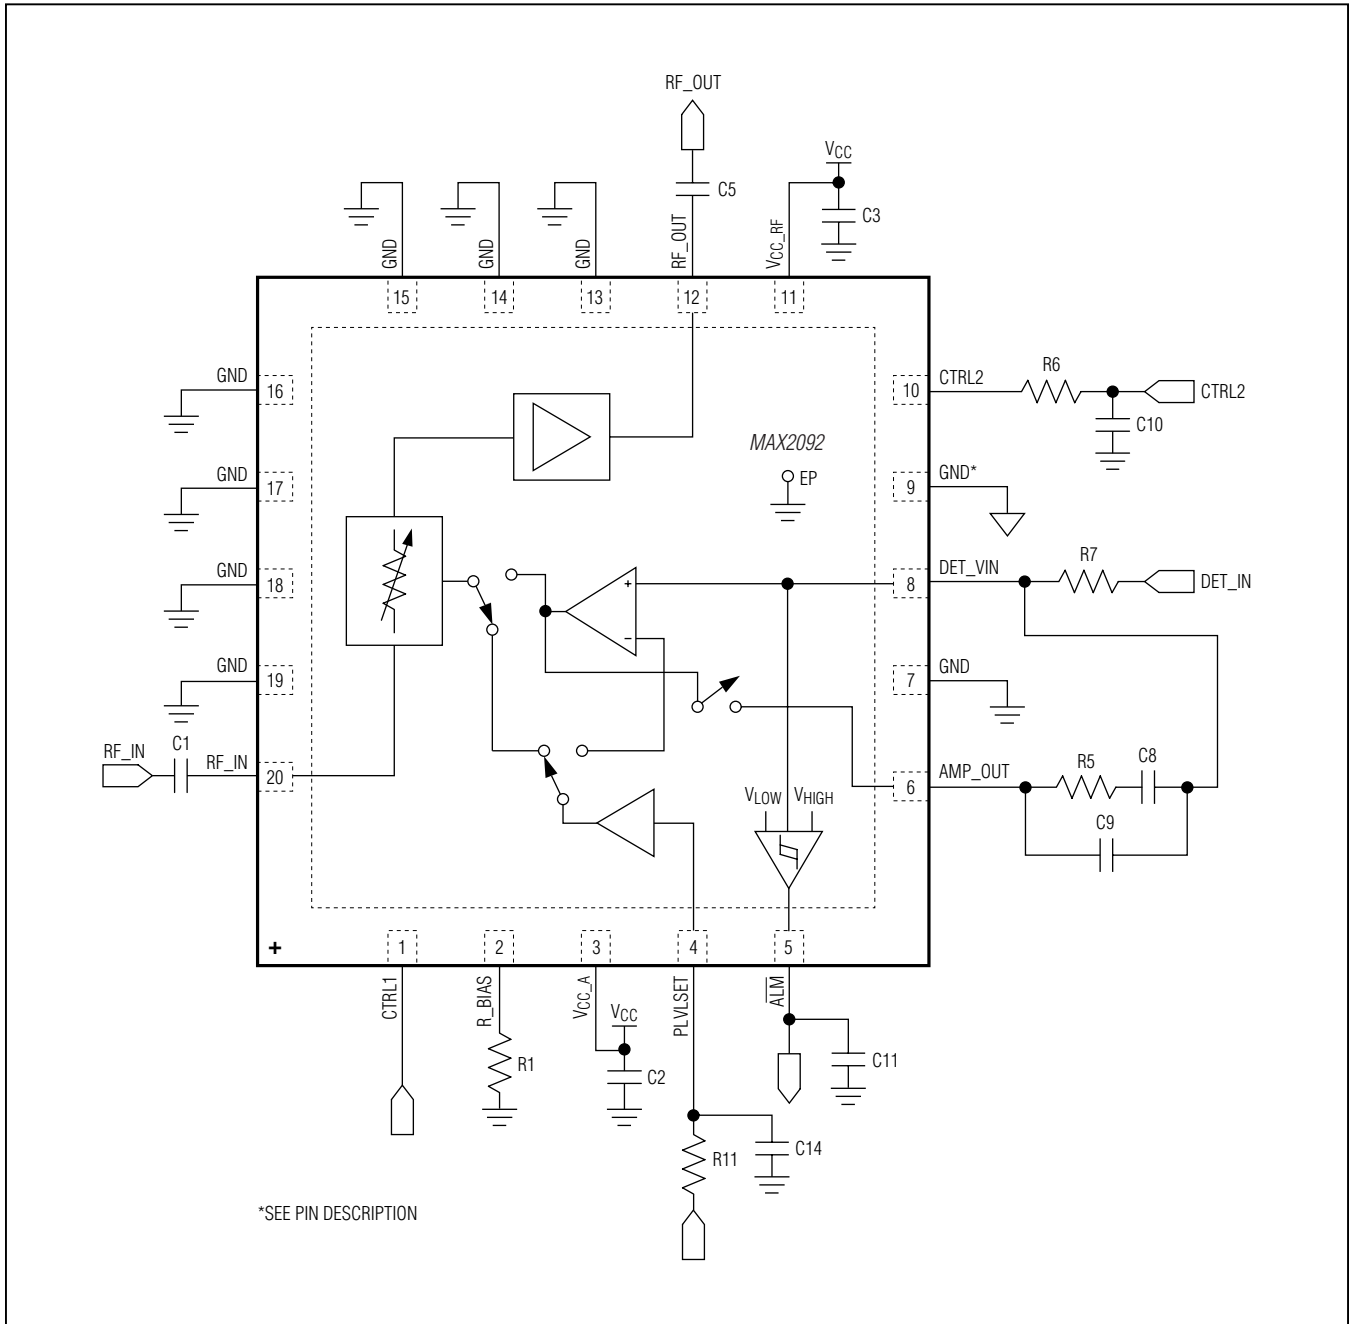 RF_OUT
VCC
C5
C3
GND
GND
GND
RF_OUT
VCC_RF
15
14
13
12
11
GND
16
10
CTRL2
R6
CTRL2
C10
MAX2092
EP
GND
17
9
GND*
GND
18
+
−
8
DET_VIN
R7
DET_IN
GND
19
7
GND
RF_IN
C1
RF_IN
20
VLOW
VHIGH
6
AMP_OUT
R5
C8
C9
+
1
2
3
4
5
CTRL1
R_BIAS
VCC_A
PLVLSET
ALM
VCC
R1
C2
C11
R11
C14
*SEE PIN DESCRIPTION